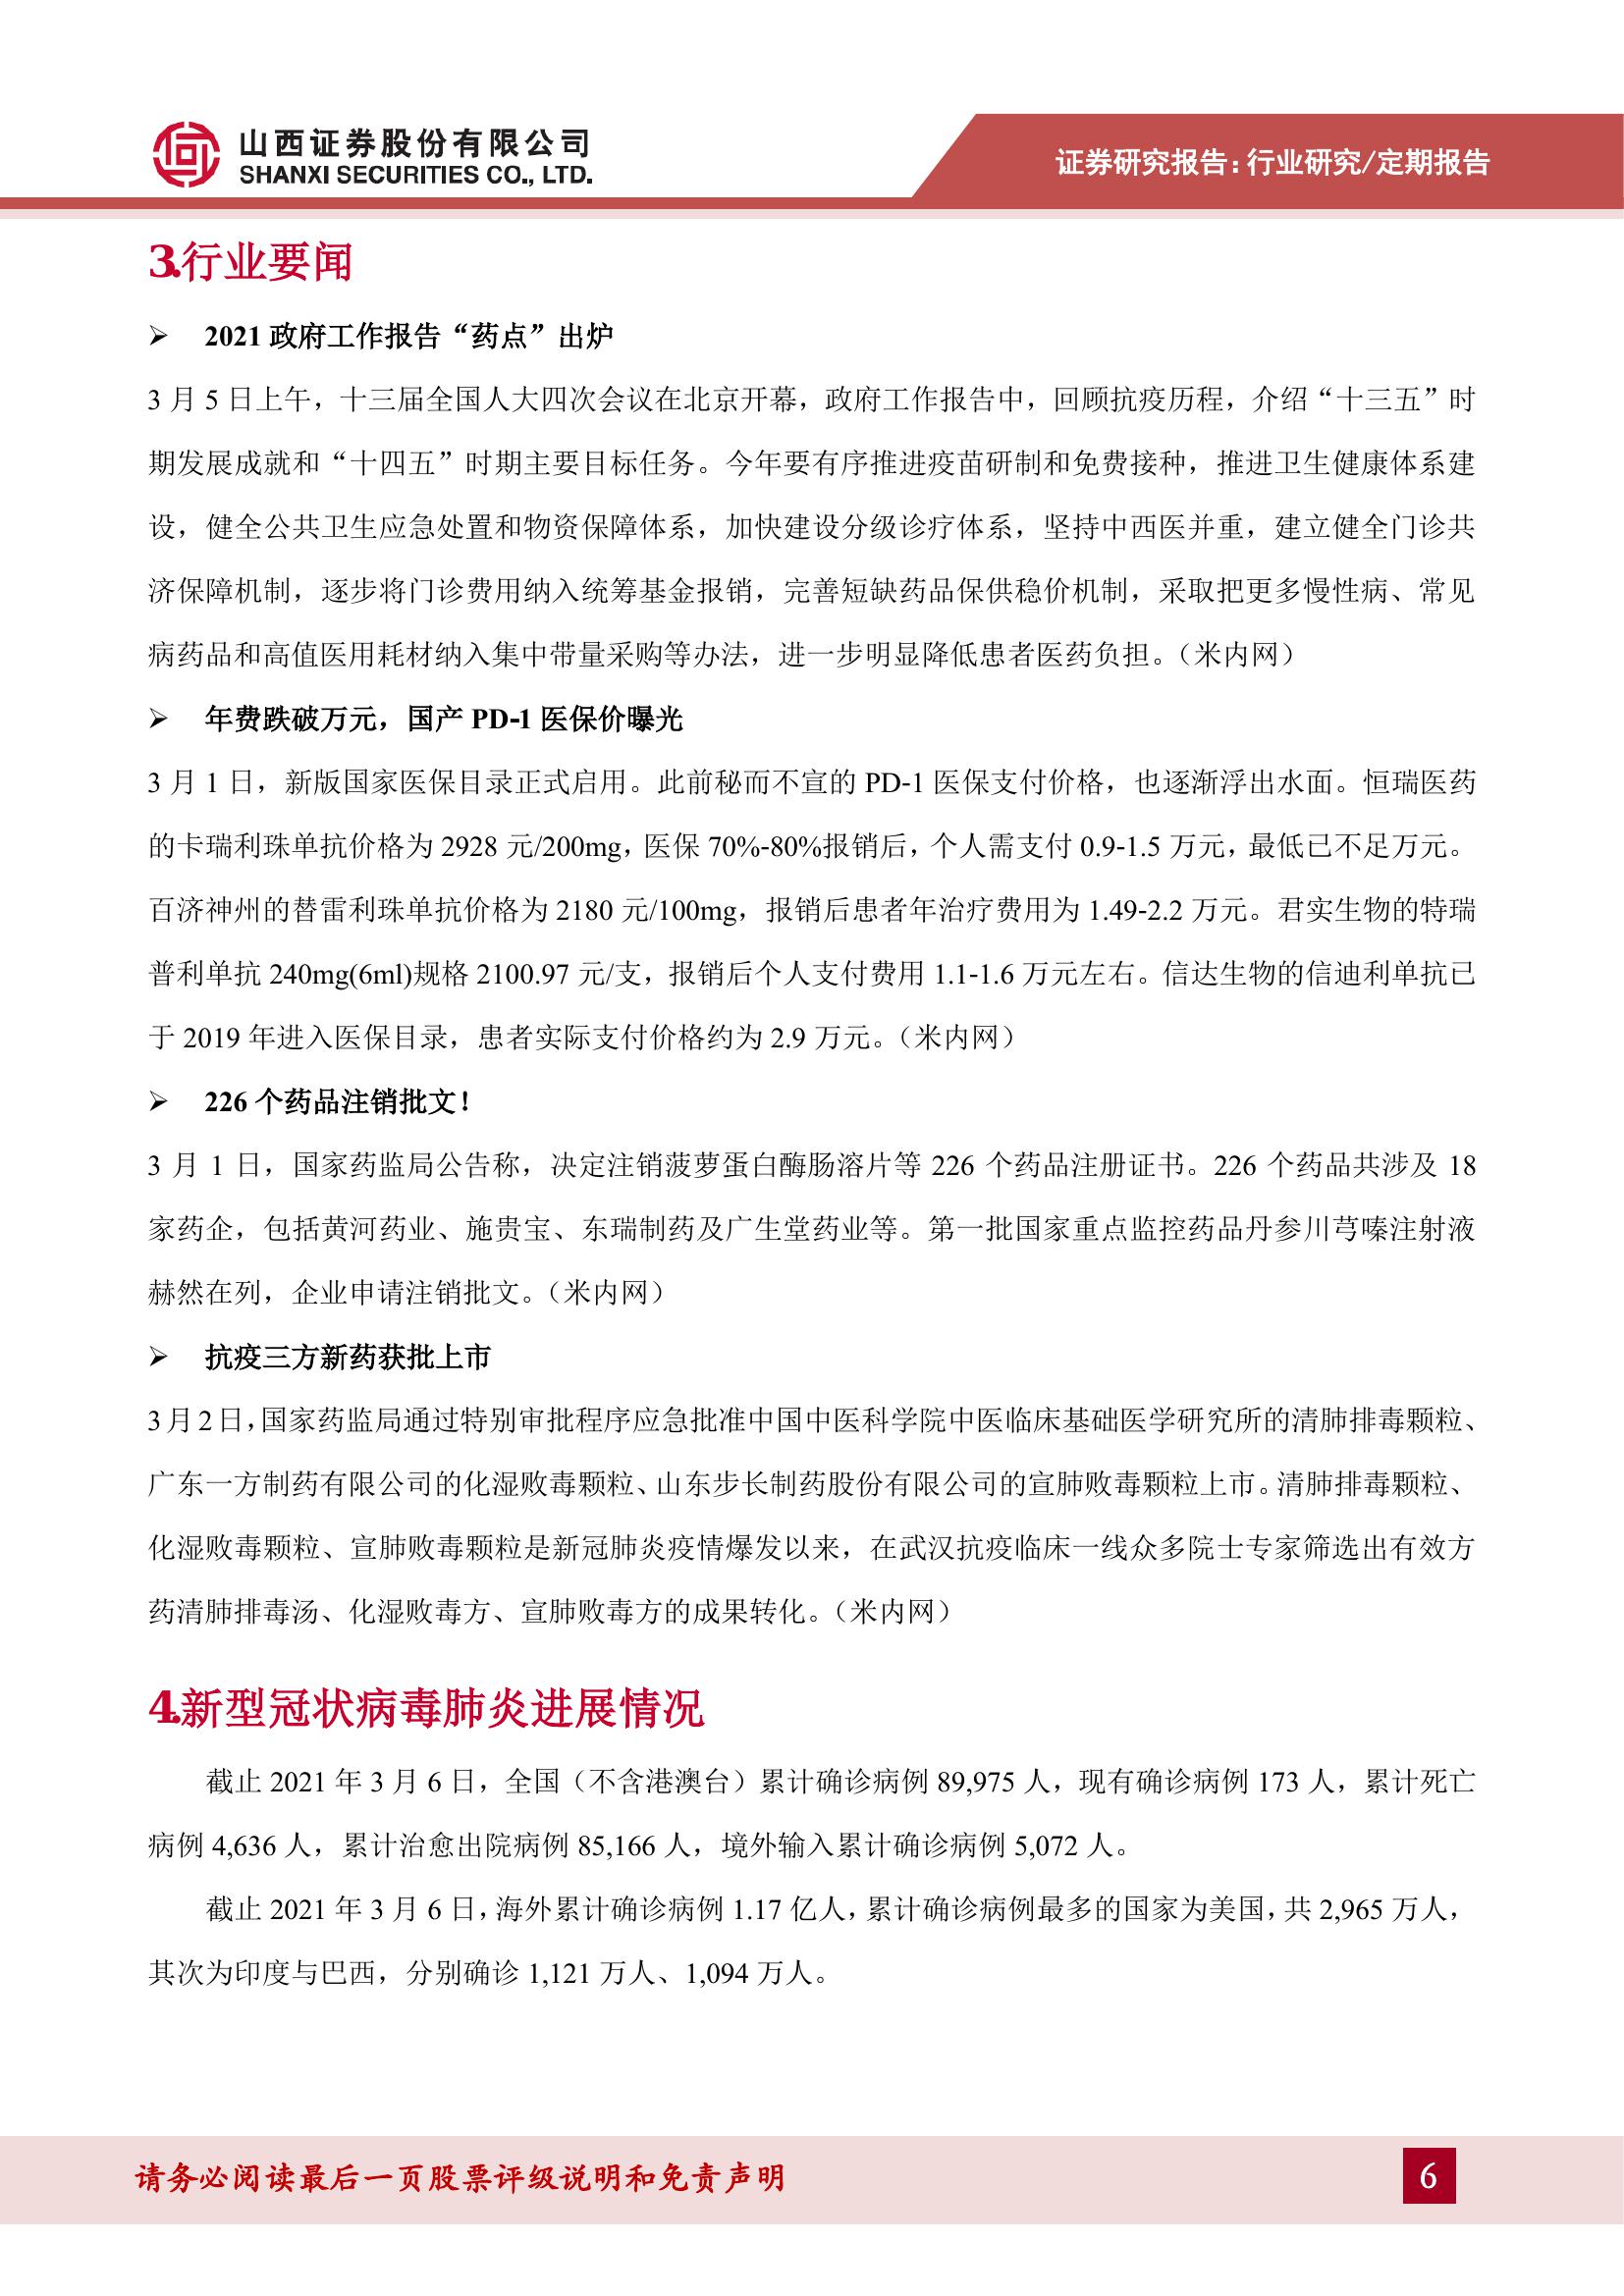 山西证券股份有限公司
SHANXI SECURITIES CO., LTD.
证券研究报告：行业研究/定期报告
3.行业要闻
➢ 2021 政府工作报告“药点”出炉
3 月 5 日上午，十三届全国人大四次会议在北京开幕，政府工作报告中，回顾抗疫历程，介绍“十三五”时
期发展成就和“十四五”时期主要目标任务。今年要有序推进疫苗研制和免费接种，推进卫生健康体系建
设，健全公共卫生应急处置和物资保障体系，加快建设分级诊疗体系，坚持中西医并重，建立健全门诊共
济保障机制，逐步将门诊费用纳入统筹基金报销，完善短缺药品保供稳价机制，采取把更多慢性病、常见
病药品和高值医用耗材纳入集中带量采购等办法，进一步明显降低患者医药负担。（米内网）
➢ 年费跌破万元，国产 PD-1 医保价曝光
3 月 1 日，新版国家医保目录正式启用。此前秘而不宣的 PD-1 医保支付价格，也逐渐浮出水面。恒瑞医药
的卡瑞利珠单抗价格为 2928 元/200mg，医保 70%-80%报销后，个人需支付 0.9-1.5 万元，最低已不足万元。
百济神州的替雷利珠单抗价格为 2180 元/100mg，报销后患者年治疗费用为 1.49-2.2 万元。君实生物的特瑞
普利单抗 240mg(6ml)规格 2100.97 元/支，报销后个人支付费用 1.1-1.6 万元左右。信达生物的信迪利单抗已
于 2019 年进入医保目录，患者实际支付价格约为 2.9 万元。（米内网）
➢ 226 个药品注销批文！
3 月 1 日，国家药监局公告称，决定注销菠萝蛋白酶肠溶片等 226 个药品注册证书。226 个药品共涉及 18
家药企，包括黄河药业、施贵宝、东瑞制药及广生堂药业等。第一批国家重点监控药品丹参川芎嗪注射液
赫然在列，企业申请注销批文。（米内网）
➢ 抗疫三方新药获批上市
3 月 2 日，国家药监局通过特别审批程序应急批准中国中医科学院中医临床基础医学研究所的清肺排毒颗粒、
广东一方制药有限公司的化湿败毒颗粒、山东步长制药股份有限公司的宣肺败毒颗粒上市。清肺排毒颗粒、
化湿败毒颗粒、宣肺败毒颗粒是新冠肺炎疫情爆发以来，在武汉抗疫临床一线众多院士专家筛选出有效方
药清肺排毒汤、化湿败毒方、宣肺败毒方的成果转化。（米内网）
4.新型冠状病毒肺炎进展情况
截止 2021 年 3 月 6 日，全国（不含港澳台）累计确诊病例 89,975 人，现有确诊病例 173 人，累计死亡
病例 4,636 人，累计治愈出院病例 85,166 人，境外输入累计确诊病例 5,072 人。
截止 2021 年 3 月 6 日，海外累计确诊病例 1.17 亿人，累计确诊病例最多的国家为美国，共 2,965 万人，
其次为印度与巴西，分别确诊 1,121 万人、1,094 万人。
请务必阅读最后一页股票评级说明和免责声明
6